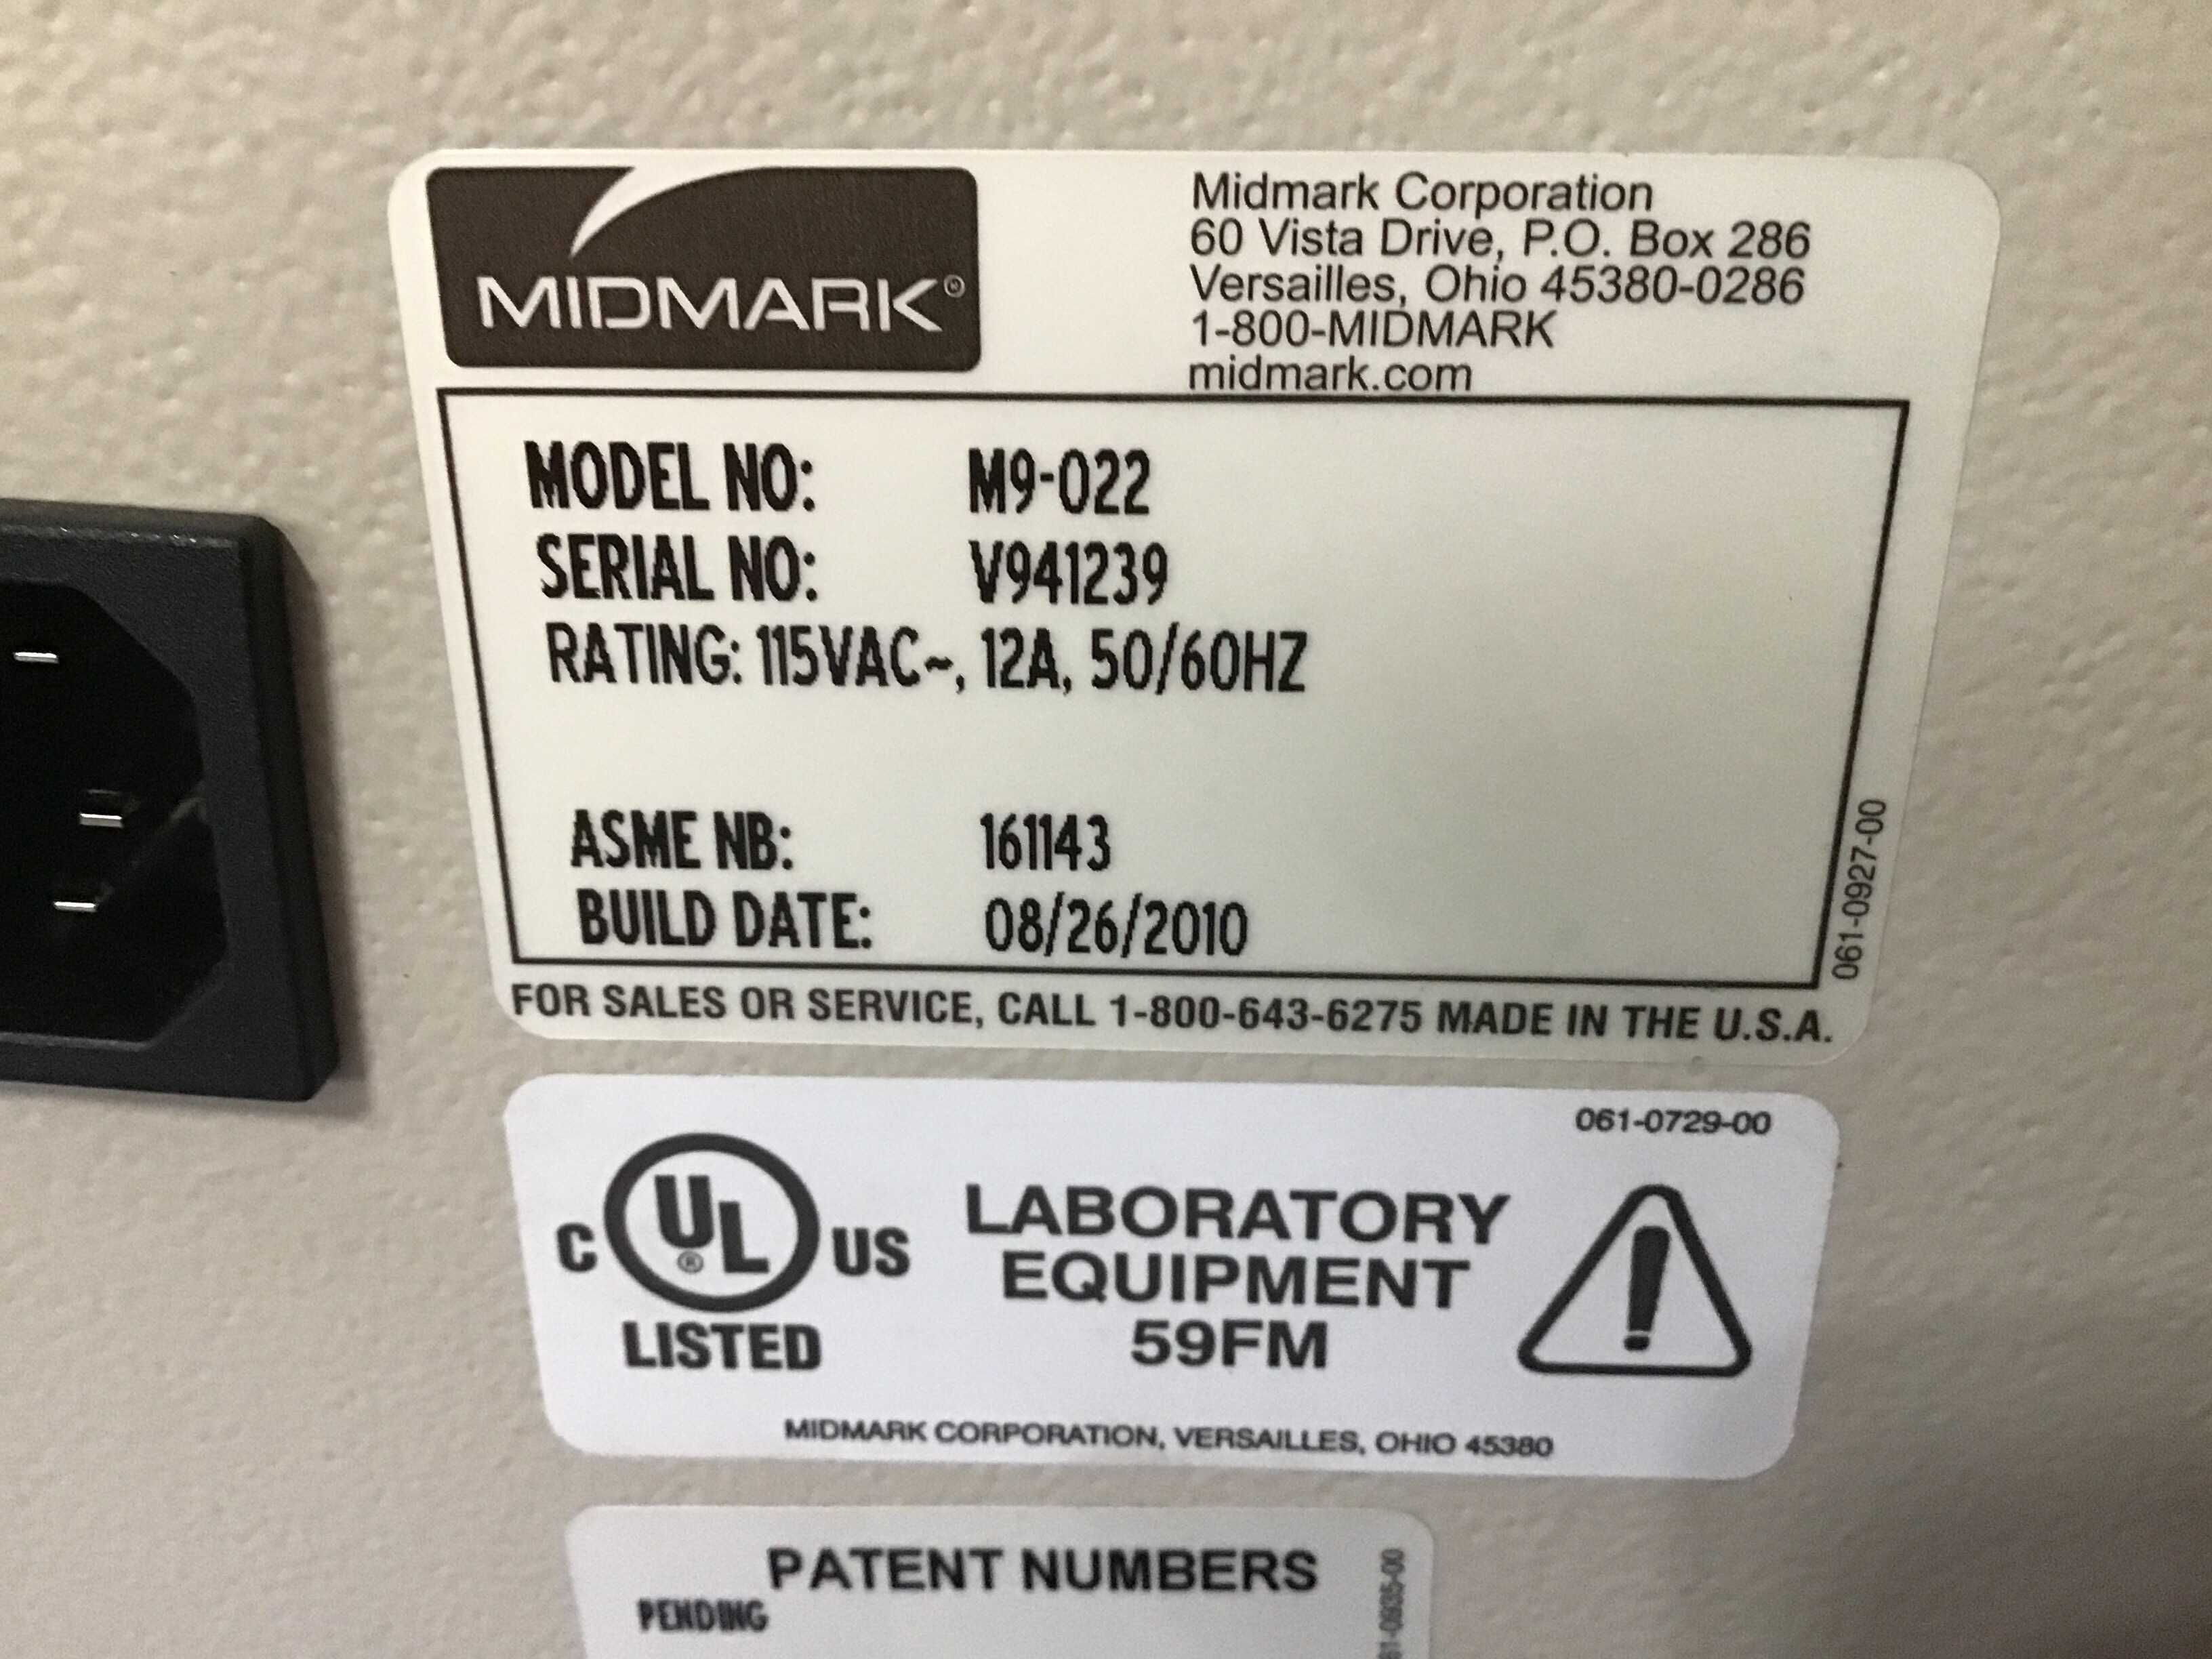 MIDMARK®
Midmark Corporation
60 Vista Drive, P.O. Box 286
Versailles, Ohio 45380-0286
1-800-MIDMARK
midmark.com
MODEL NO: M9-022
SERIAL NO: V941239
RATING: 115VAC~, 12A, 50/60HZ
ASME NB: 161143
BUILD DATE: 08/26/2010
061-0927-00
FOR SALES OR SERVICE, CALL 1-800-643-6275 MADE IN THE U.S.A.
061-0729-00
C UL® US
LISTED
LABORATORY
EQUIPMENT
59FM
!
MIDMARK CORPORATION, VERSAILLES, OHIO 45380
PATENT NUMBERS
PENDING